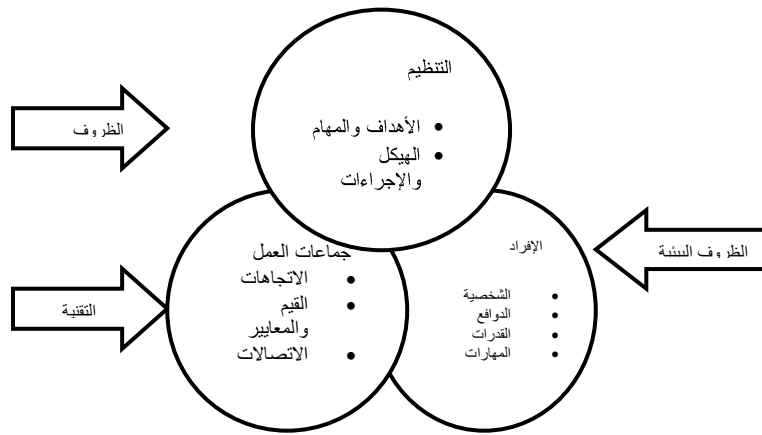 التنظيم
الأهداف والمهام
الهيكل
والإجراءات
الظروف
جماعات العمل
الاتجاهات
القيم
والمعايير
الاتصالات
الإفراد
الشخصية
الدوافع
القدرات
المهارات
الظروف البيئية
التقنية